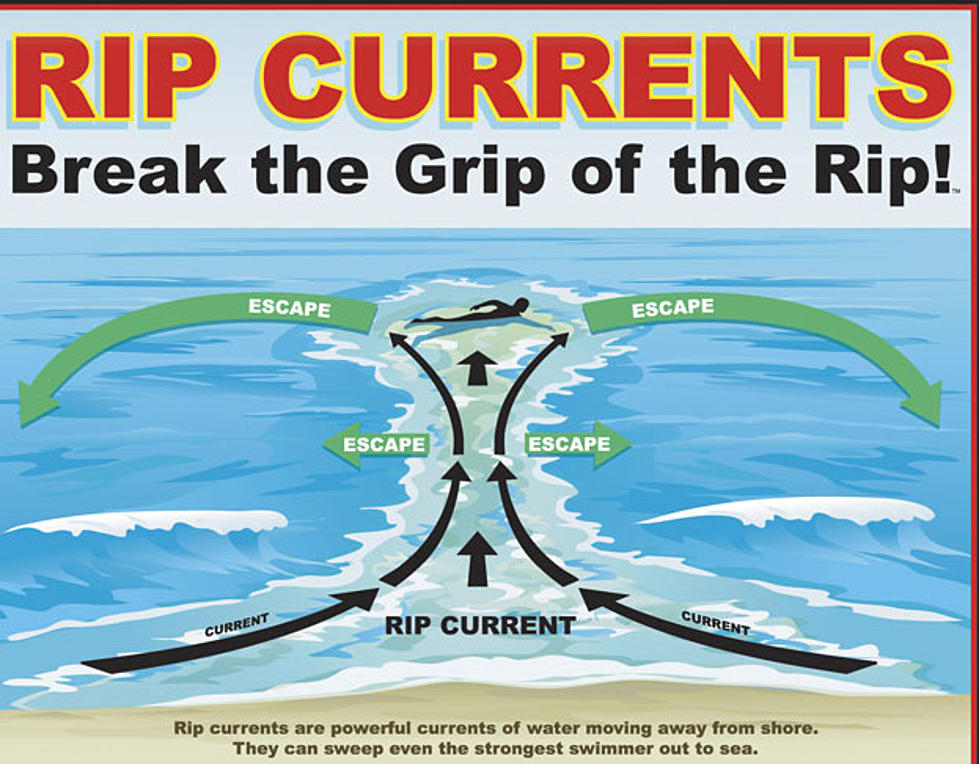 RIP CURRENTS
Break the Grip of the Rip!™
ESCAPE
ESCAPE
ESCAPE
ESCAPE
CURRENT
RIP CURRENT
CURRENT
Rip currents are powerful currents of water moving away from shore.
They can sweep even the strongest swimmer out to sea.